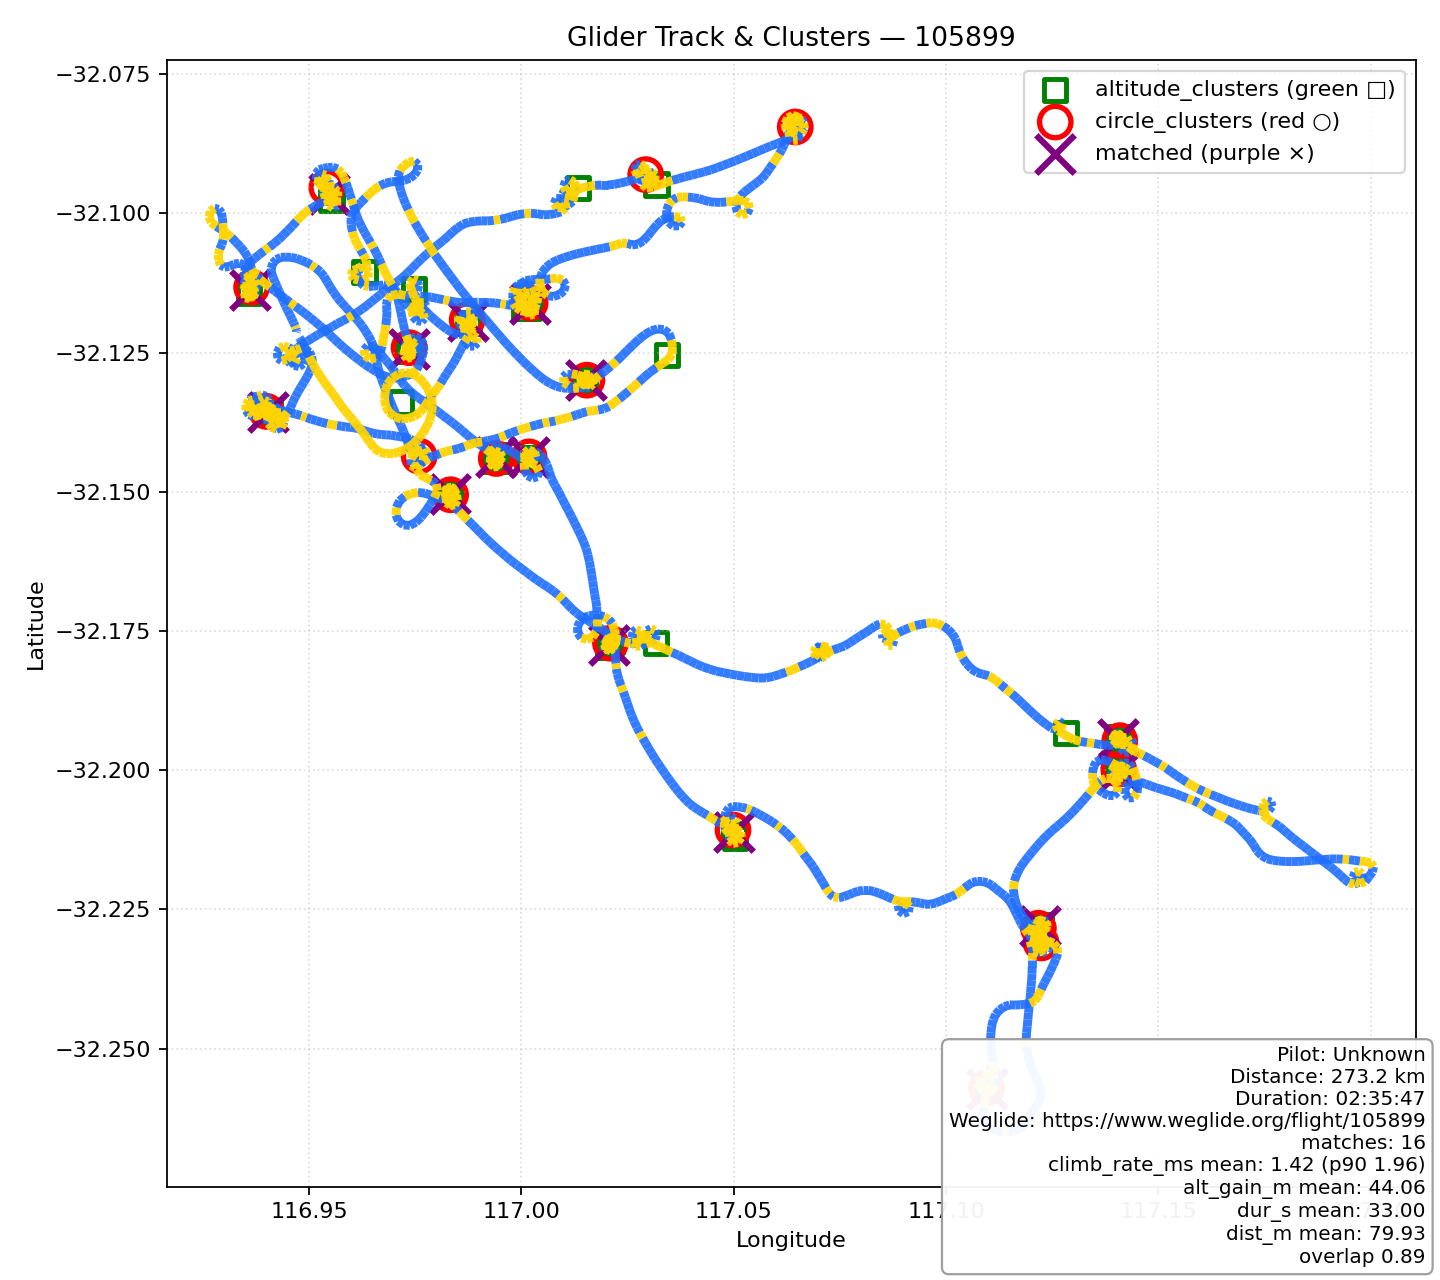 Glider Track & Clusters — 105899
altitude_clusters (green □)
circle_clusters (red ○)
matched (purple ×)
−32.075
−32.100
−32.125
−32.150
−32.175
−32.200
−32.225
−32.250
Latitude
116.95
117.00
117.05
117.10
117.15
Longitude
Pilot: Unknown
Distance: 273.2 km
Duration: 02:35:47
Weglide: https://www.weglide.org/flight/105899
matches: 16
climb_rate_ms mean: 1.42 (p90 1.96)
alt_gain_m mean: 44.06
dur_s mean: 33.00
dist_m mean: 79.93
overlap 0.89